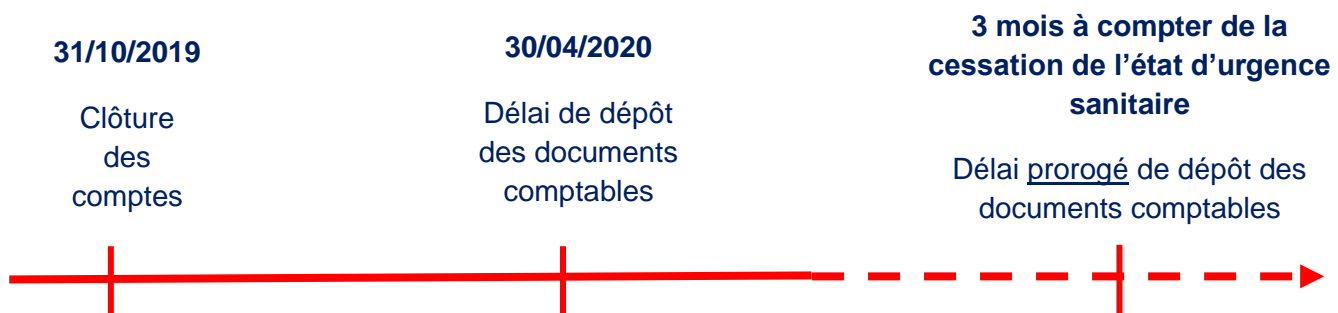 31/10/2019
Clôture
des
comptes
30/04/2020
Délai de dépôt
des documents
comptables
3 mois à compter de la
cessation de l’état d’urgence
sanitaire
Délai prorogé de dépôt des
documents comptables